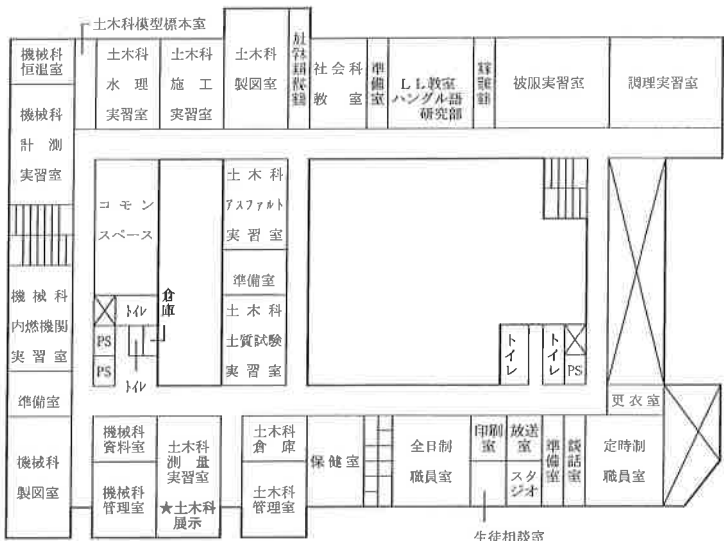 土木科模型標本室
機械科
恒温室
土木科
水理
実習室
土木科
施工
実習室
土木科
製図室
社会科
教室
準備室
LL教室
ハングル語
研究部
被服実習室
調理実習室
機械科
計測
実習室
コモン
スペース
土木科
アスファルト
実習室
準備室
土木科
土質試験
実習室
倉庫
トイレ
PS
PS
トイレ
機械科
内燃機関
実習室
準備室
機械科
製図室
トイレ
トイレ
PS
更衣室
機械科
資料室
機械科
管理室
土木科
測量
実習室
★土木科
展示
土木科
倉庫
土木科
管理室
保健室
全日制
職員室
印刷
室
放送
室
スタ
ジオ
準備室
談話室
定時制
職員室
生徒相談室